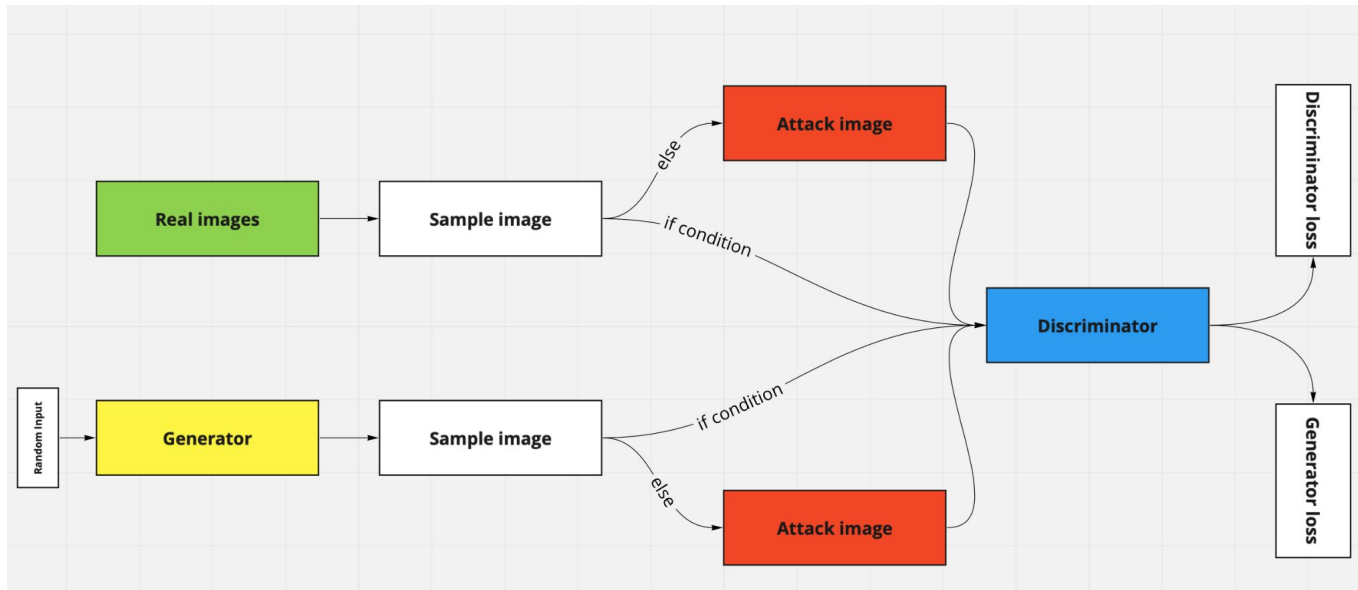 Attack image
Discriminator loss
else
Real images
Sample image
if condition
Discriminator
if condition
Random Input
Generator
Sample image
Generator loss
else
Attack image